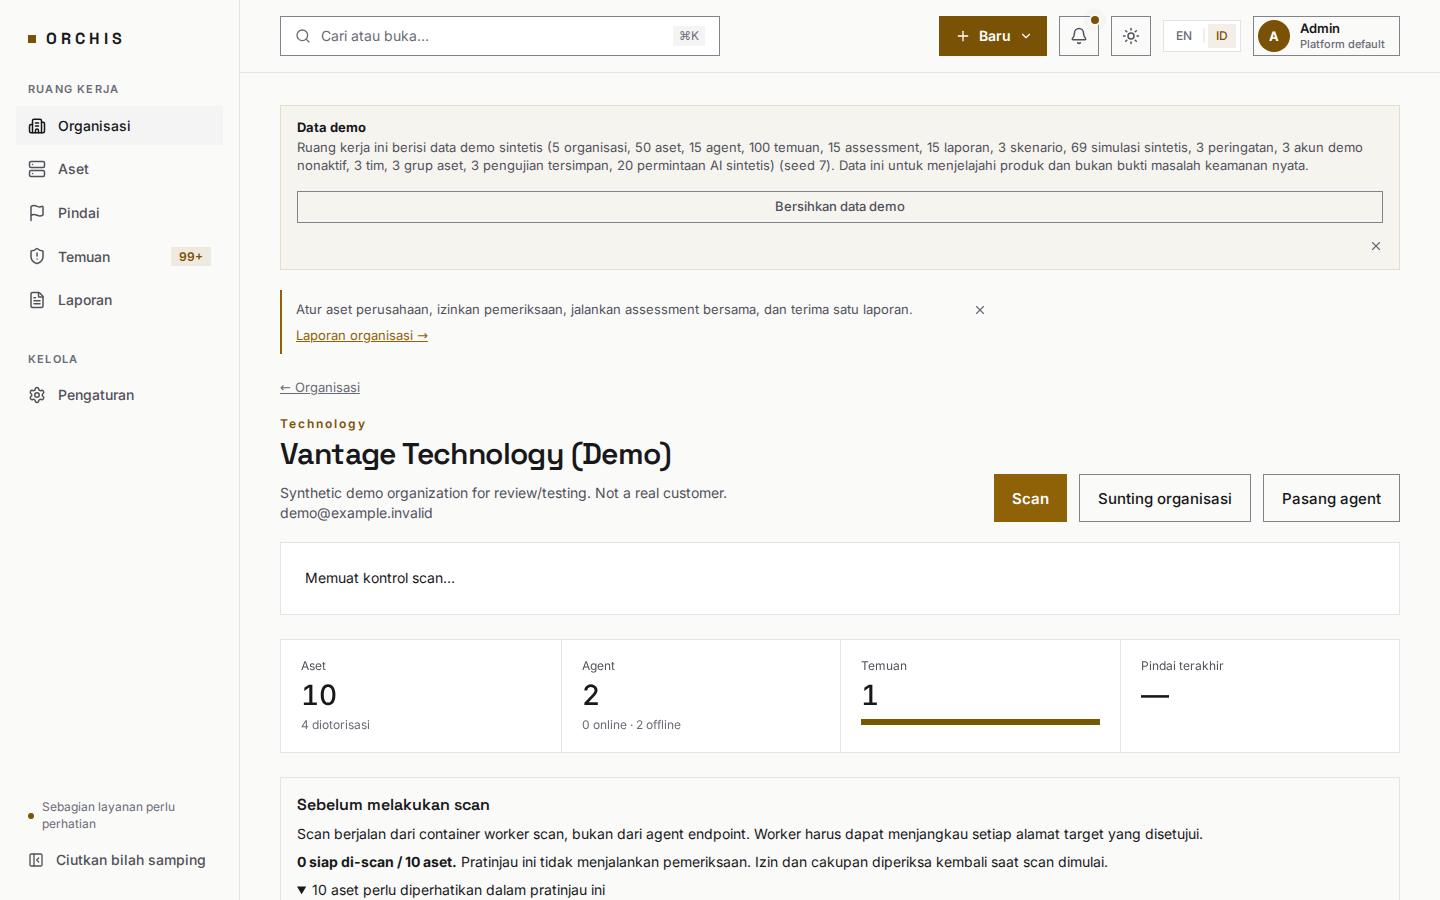 ORCHIS
RUANG KERJA
Organisasi
Aset
Pindai
Temuan
99+
Laporan
KELOLA
Pengaturan
Sebagian layanan perlu
perhatian
Ciutkan bilah samping
Cari atau buka...
⌘K
Baru
EN
ID
A
Admin
Platform default
Data demo
Ruang kerja ini berisi data demo sintetis (5 organisasi, 50 aset, 15 agent, 100 temuan, 15 assessment, 15 laporan, 3 skenario, 69 simulasi sintetis, 3 peringatan, 3 akun demo
nonaktif, 3 tim, 3 grup aset, 3 pengujian tersimpan, 20 permintaan AI sintetis) (seed 7). Data ini untuk menjelajahi produk dan bukan bukti masalah keamanan nyata.
Bersihkan data demo
Atur aset perusahaan, izinkan pemeriksaan, jalankan assessment bersama, dan terima satu laporan.
Laporan organisasi →
← Organisasi
Technology
Vantage Technology (Demo)
Synthetic demo organization for review/testing. Not a real customer.
demo@example.invalid
Scan
Sunting organisasi
Pasang agent
Memuat kontrol scan...
Aset
10
4 diotorisasi
Agent
2
0 online · 2 offline
Temuan
1
Pindai terakhir
—
Sebelum melakukan scan
Scan berjalan dari container worker scan, bukan dari agent endpoint. Worker harus dapat menjangkau setiap alamat target yang disetujui.
0 siap di-scan / 10 aset. Pratinjau ini tidak menjalankan pemeriksaan. Izin dan cakupan diperiksa kembali saat scan dimulai.
▼ 10 aset perlu diperhatikan dalam pratinjau ini